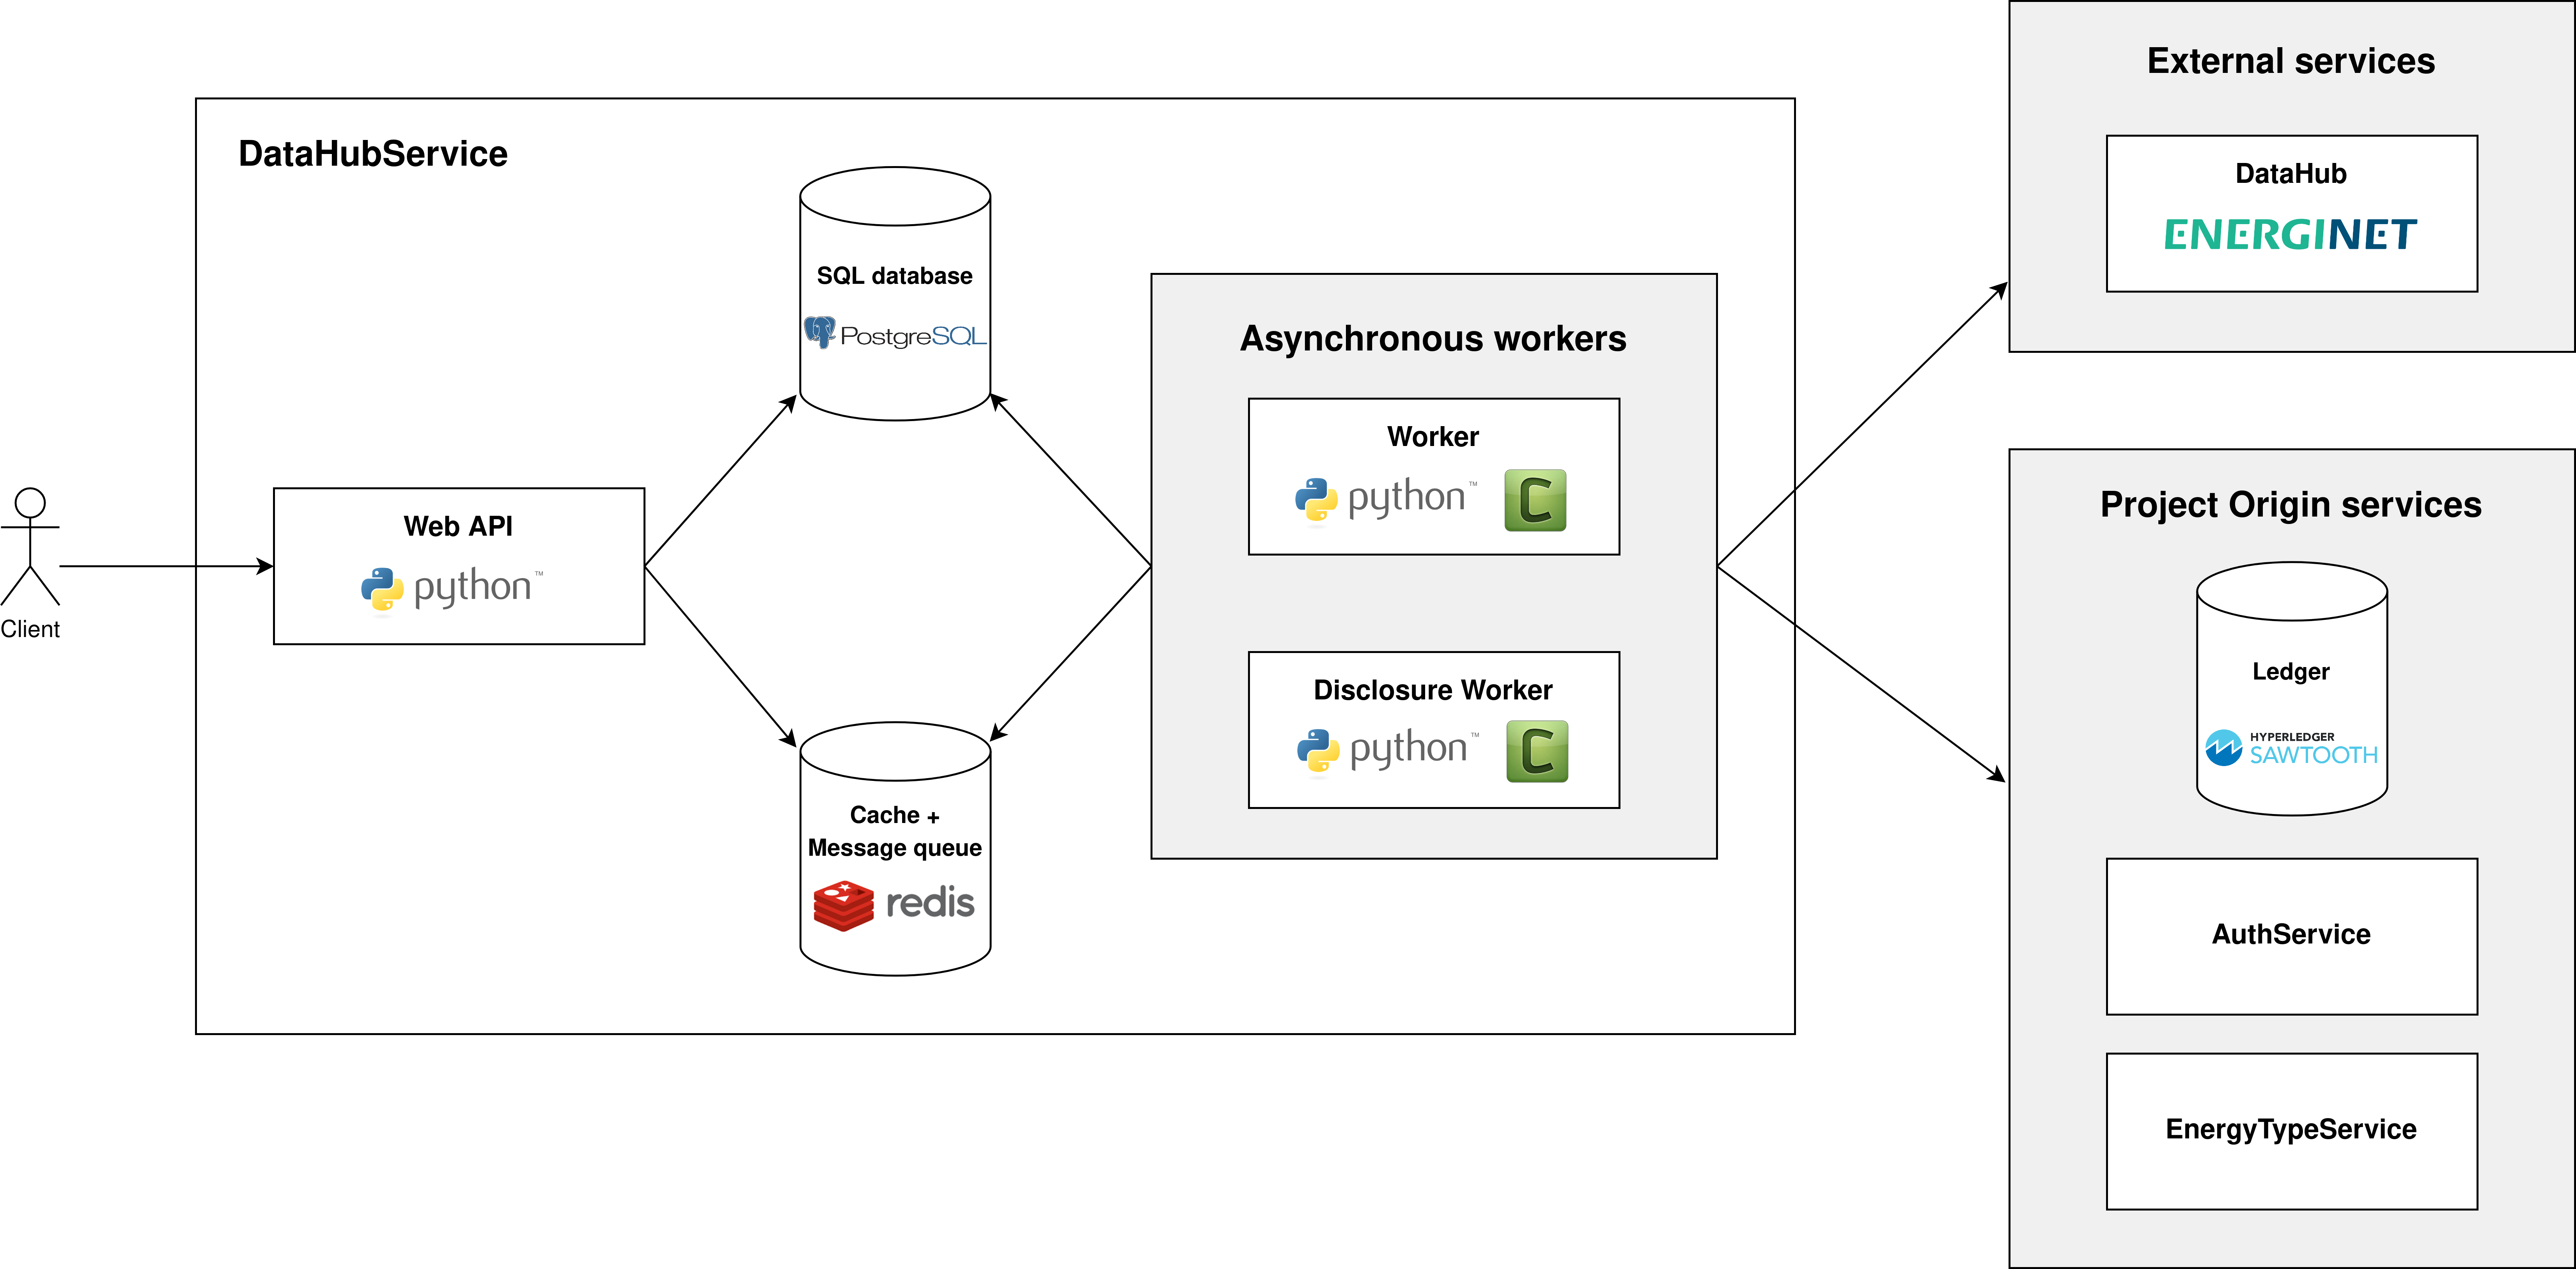 External services
DataHub
ENERGINET
DataHubService
SQL database
PostgreSQL
Asynchronous workers
Worker
python™
C
Web API
python™
Client
Disclosure Worker
python™
C
Cache +
Message queue
redis
Project Origin services
Ledger
HYPERLEDGER
SAWTOOTH
AuthService
EnergyTypeService